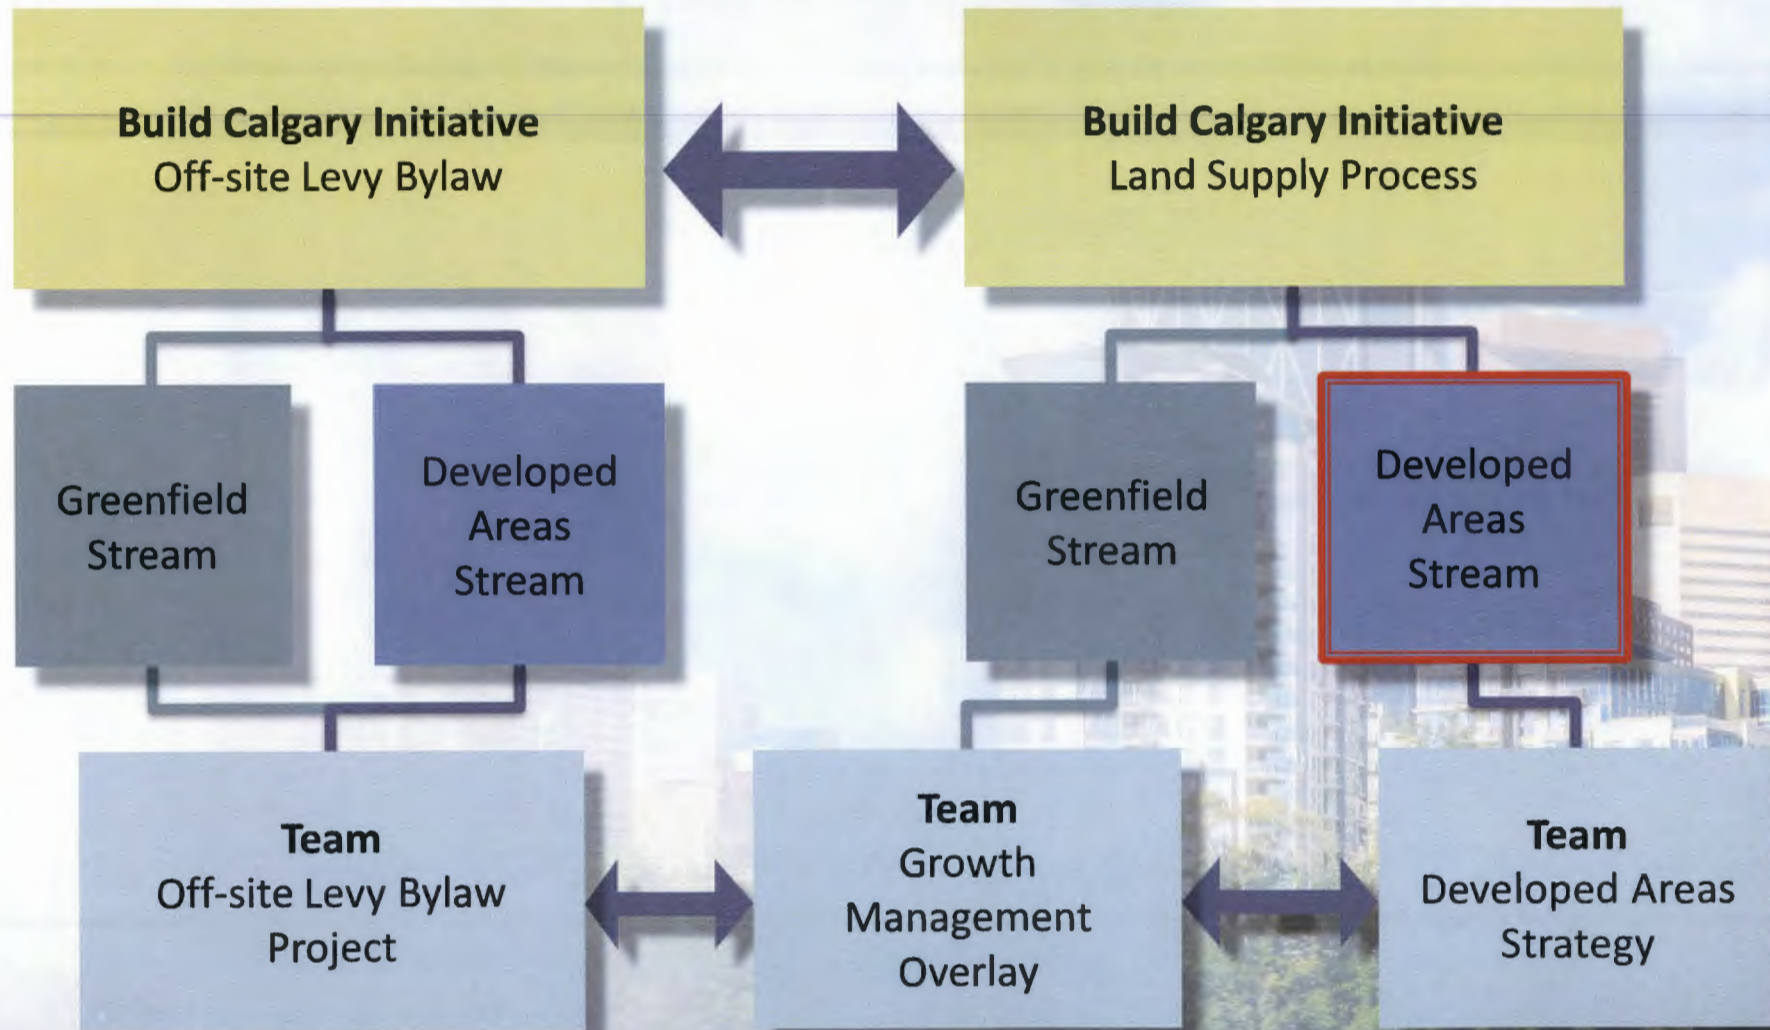 Build Calgary Initiative
Off-site Levy Bylaw
Build Calgary Initiative
Land Supply Process
Greenfield
Stream
Developed
Areas
Stream
Greenfield
Stream
Developed
Areas
Stream
Team
Off-site Levy Bylaw
Project
Team
Growth
Management
Overlay
Team
Developed Areas
Strategy